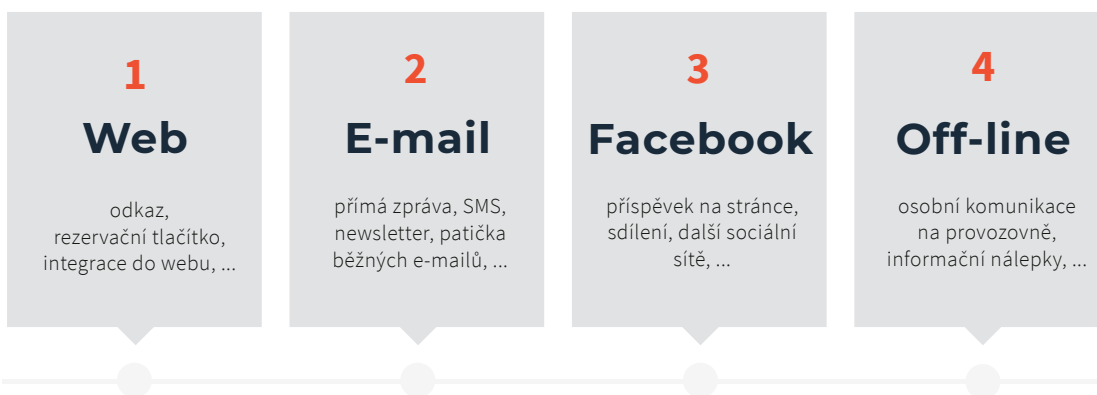 1
Web
odkaz,
rezervační tlačítko,
integrace do webu, ...
2
E-mail
přímá zpráva, SMS,
newsletter, patička
běžných e-mailů, ...
3
Facebook
příspěvek na stránce,
sdílení, další sociální
sítě, ...
4
Off-line
osobní komunikace
na provozovně,
informační nálepky, ...